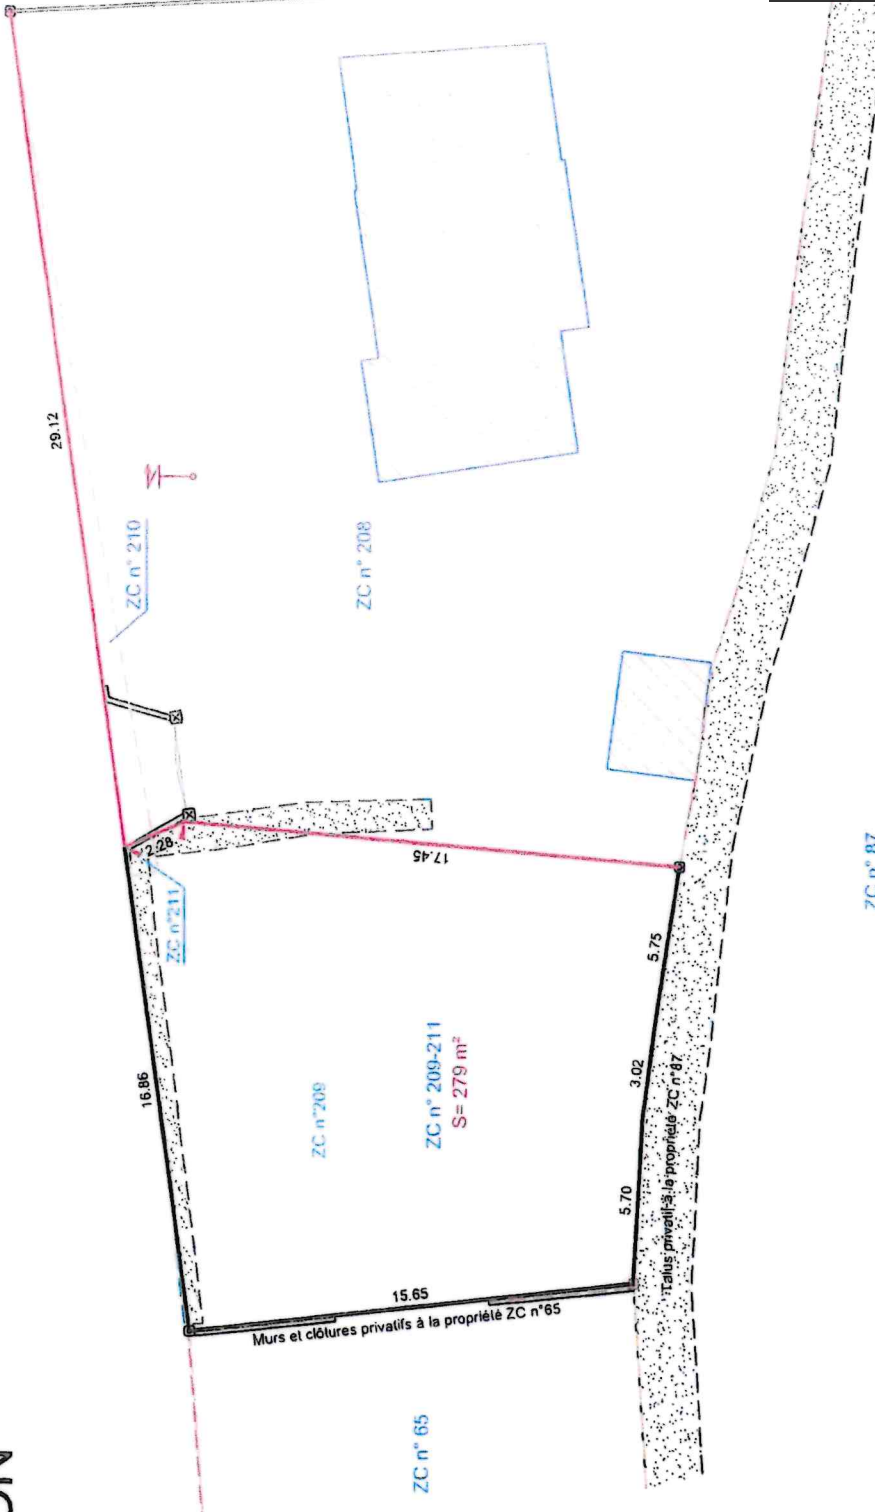 29.12
ZC n° 210
ZC n° 208
2.28
17.45
ZC n°211
ZC n° 87
16.86
5.75
ZC n°209
ZC n° 209-211
S= 279 m²
3.02
5.70
Talus privatif à la propriété ZC n°87
15.65
Murs et clôtures privatifs à la propriété ZC n°65
ZC n° 65
ON